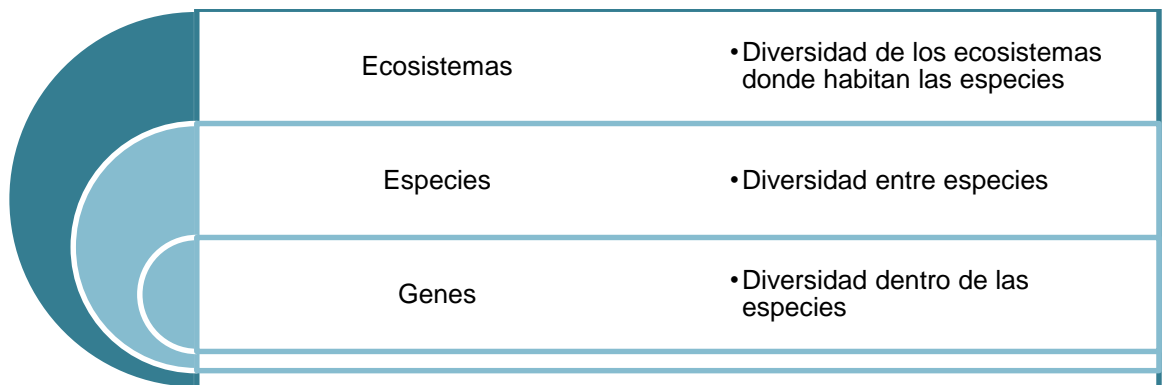 Ecosistemas
•Diversidad de los ecosistemas
donde habitan las especies
Especies
•Diversidad entre especies
Genes
•Diversidad dentro de las
especies